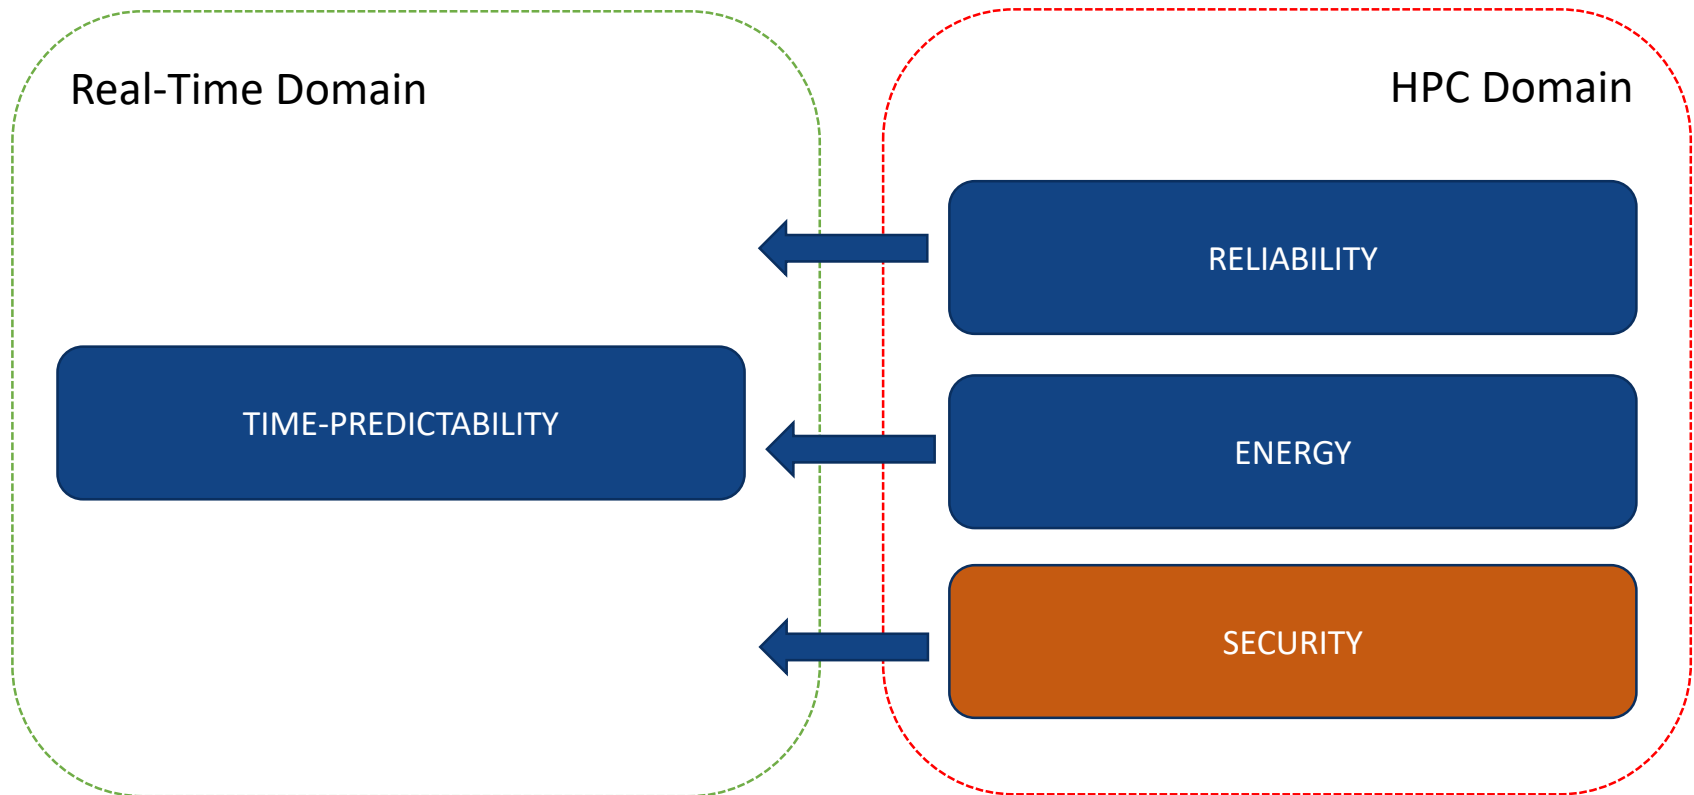 Real-Time Domain
HPC Domain
RELIABILITY
TIME-PREDICTABILITY
ENERGY
SECURITY